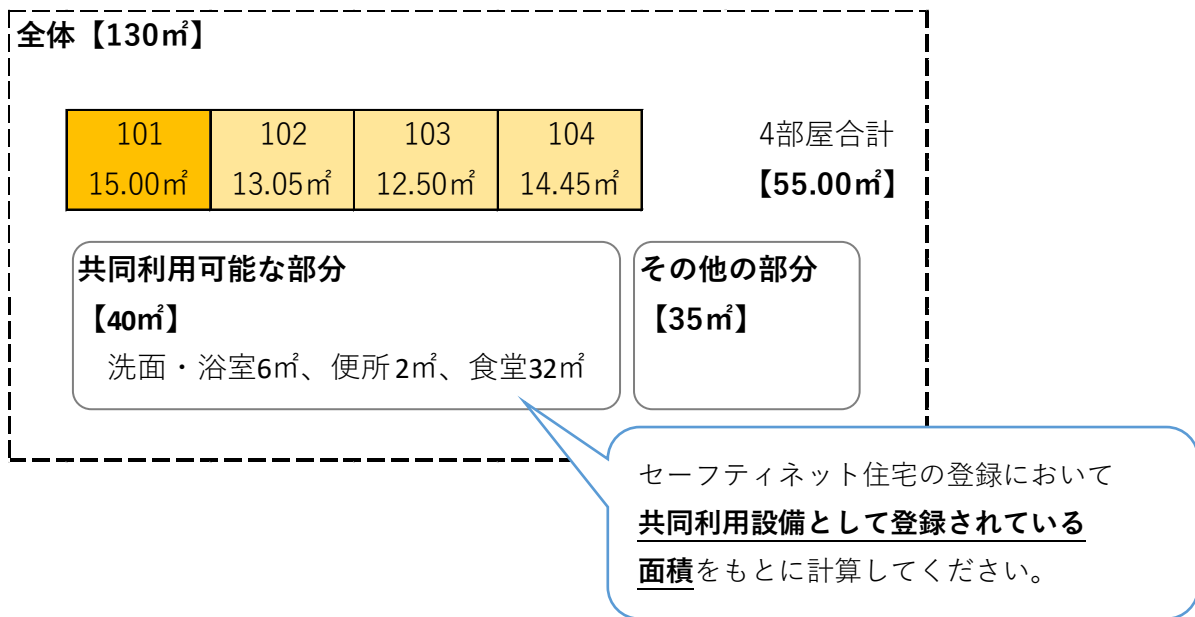 全体【130㎡】
101 102 103 104 4部屋合計
15.00㎡ 13.05㎡ 12.50㎡ 14.45㎡ 【55.00㎡】
共同利用可能な部分
【40㎡】
洗面・浴室6㎡、便所2㎡、食堂32㎡
その他の部分
【35㎡】
セーフティネット住宅の登録において
共同利用設備として登録されている
面積をもとに計算してください。